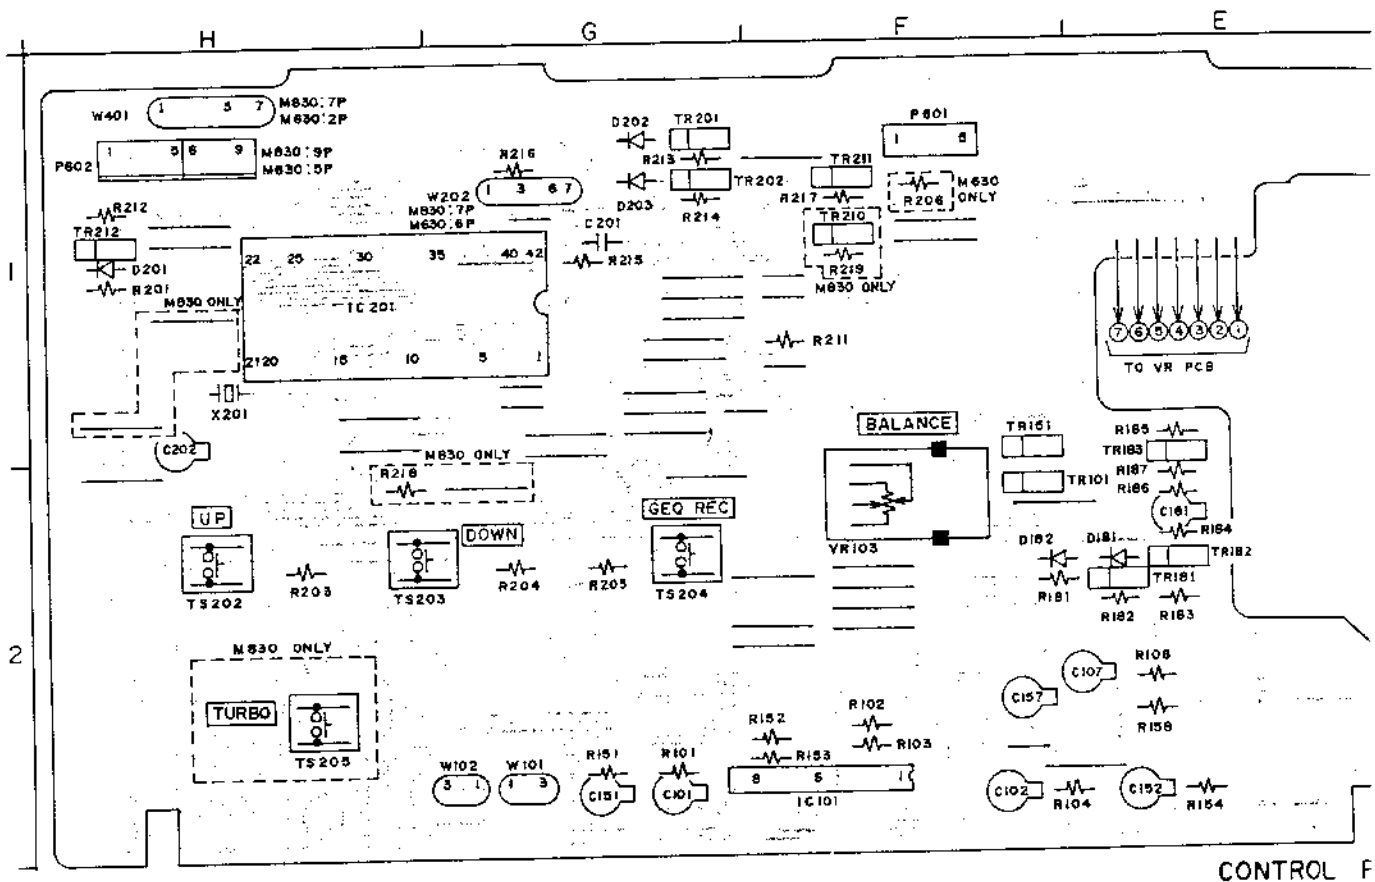 H G F E
W401 1 5 7 M830:7P
M630:2P
P602 1 5 6 9 M830:9P
M630:5P
R212
TR212
D201
R201
M830 ONLY
22 25 30 35 40 42
IC201
21 20 15 10 5 1
X201
C202
R216
W202 1 3 6 7
M830:7P
M630:6P
C201
R215
D202 TR201
R213
D203 TR202
R214
P601
1 6
TR211
R217
R206 M630 ONLY
TR210
R219
M830 ONLY
R211
1
7 6 5 4 3 2 1
TO VR PCB
BALANCE
VR103
TR151
TR101
R185
TR183
R187
R186
C181
R184
D182 D181 TR182
TR181
R181 R182 R183
M830 ONLY
R218
UP
TS202
R203
DOWN
TS203
R204
R205
GEQ REC
TS204
2
M830 ONLY
TURBO
TS205
W102 3 1
W101 1 3
R151
C151
R101
C101
R152
R153
R102
R103
8 5 1
IC101
C157
C107
R108
R158
C102
R104
C152
R154
CONTROL P